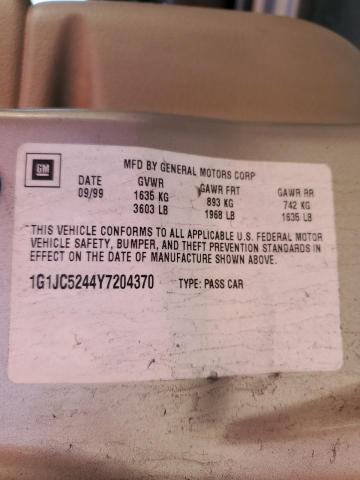 GM
MFD BY GENERAL MOTORS CORP
DATE GVWR GAWR FRT GAWR RR
09/99 1635 KG 893 KG 742 KG
3603 LB 1968 LB 1635 LB
THIS VEHICLE CONFORMS TO ALL APPLICABLE U.S. FEDERAL MOTOR
VEHICLE SAFETY, BUMPER, AND THEFT PREVENTION STANDARDS IN
EFFECT ON THE DATE OF MANUFACTURE SHOWN ABOVE.
1G1JC5244Y7204370 TYPE: PASS CAR